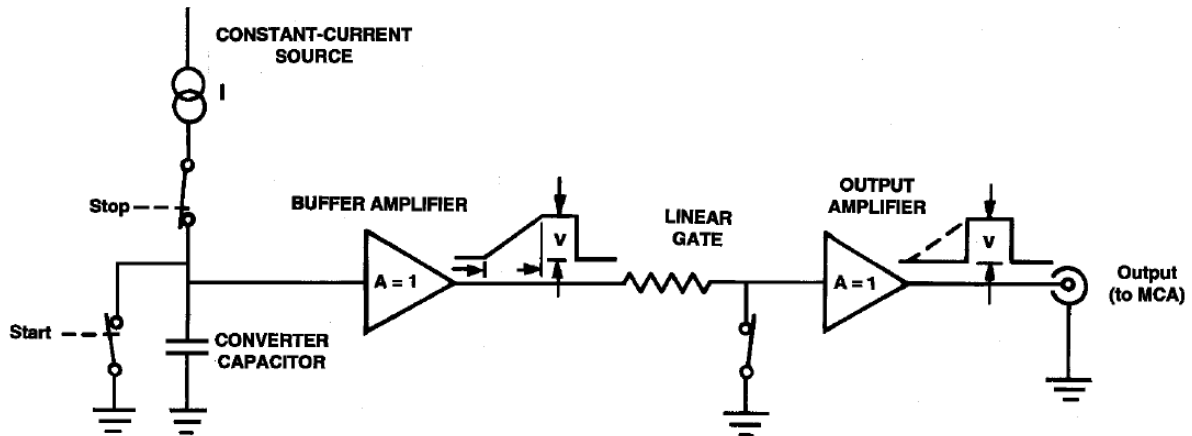 CONSTANT-CURRENT
SOURCE
I
Stop
BUFFER AMPLIFIER
V
A = 1
LINEAR
GATE
OUTPUT
AMPLIFIER
V
A = 1
Output
(to MCA)
Start
CONVERTER
CAPACITOR